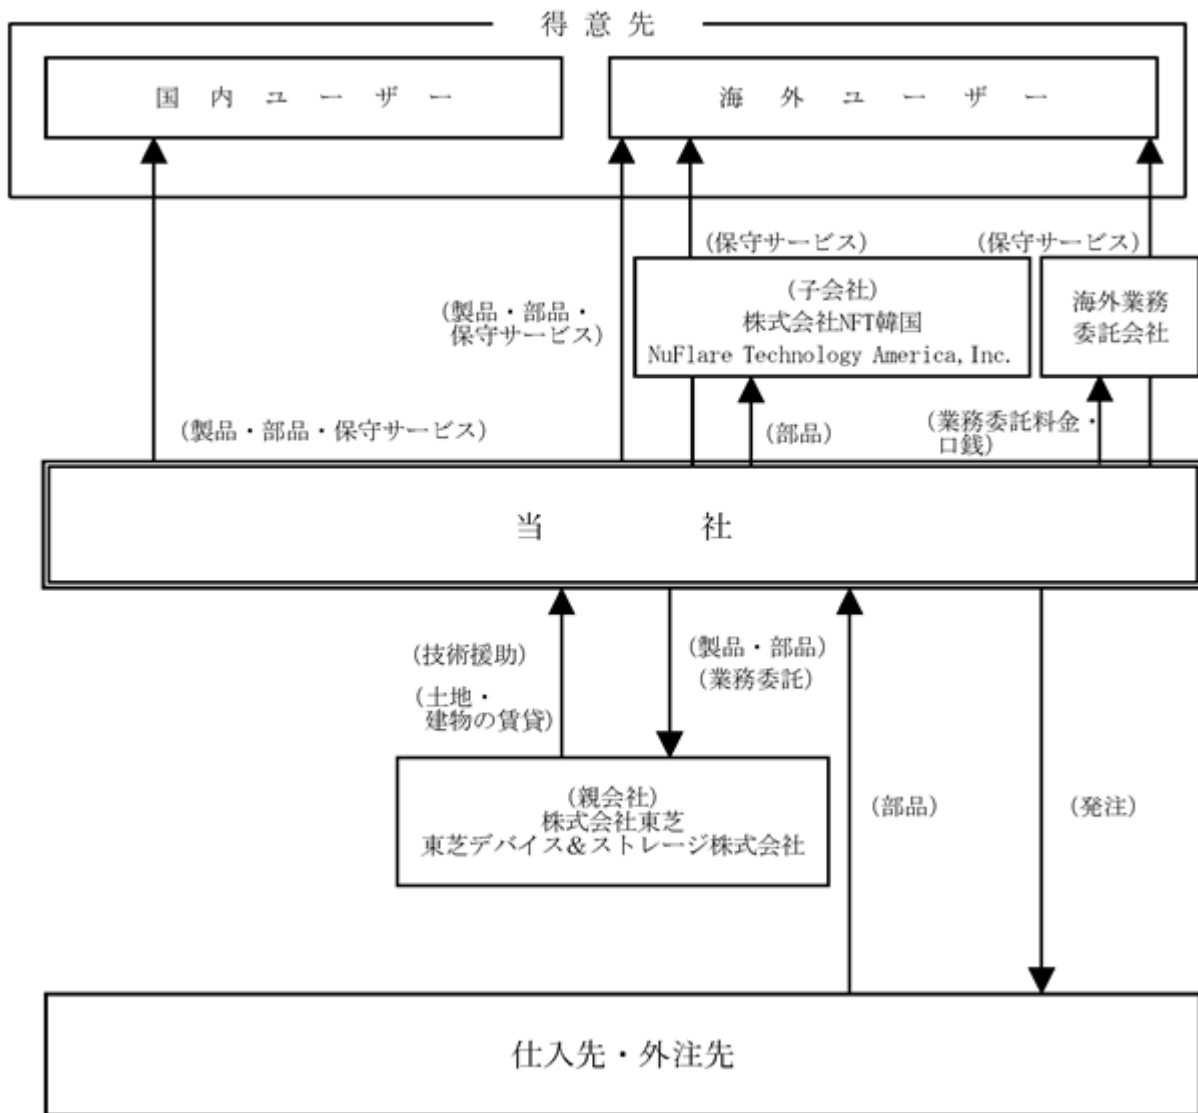 得意先
国内ユーザー
海外ユーザー
(保守サービス)
(保守サービス)
(子会社)
株式会社NFT韓国
NuFlare Technology America,Inc.
海外業務
委託会社
(製品・部品・
保守サービス)
(製品・部品・保守サービス)
(部品)
(業務委託料金・
口銭)
当社
(技術援助)
(土地・
建物の賃貸)
(製品・部品)
(業務委託)
(親会社)
株式会社東芝
東芝デバイス&ストレージ株式会社
(部品)
(発注)
仕入先・外注先